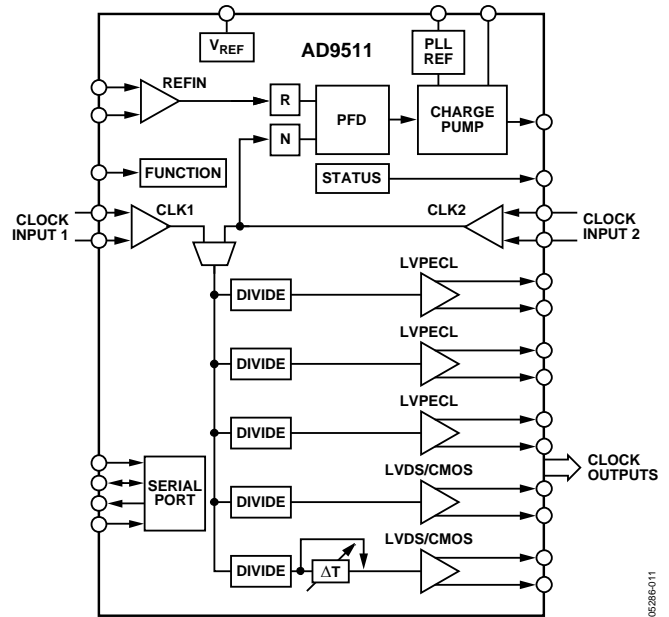 VREF
AD9511
PLL
REF
REFIN
R
PFD
CHARGE
PUMP
N
FUNCTION
STATUS
CLOCK
INPUT 1
CLK1
CLK2
CLOCK
INPUT 2
DIVIDE
LVPECL
DIVIDE
LVPECL
DIVIDE
LVPECL
SERIAL
PORT
DIVIDE
LVDS/CMOS
CLOCK
OUTPUTS
DIVIDE
ΔT
LVDS/CMOS
05286-011